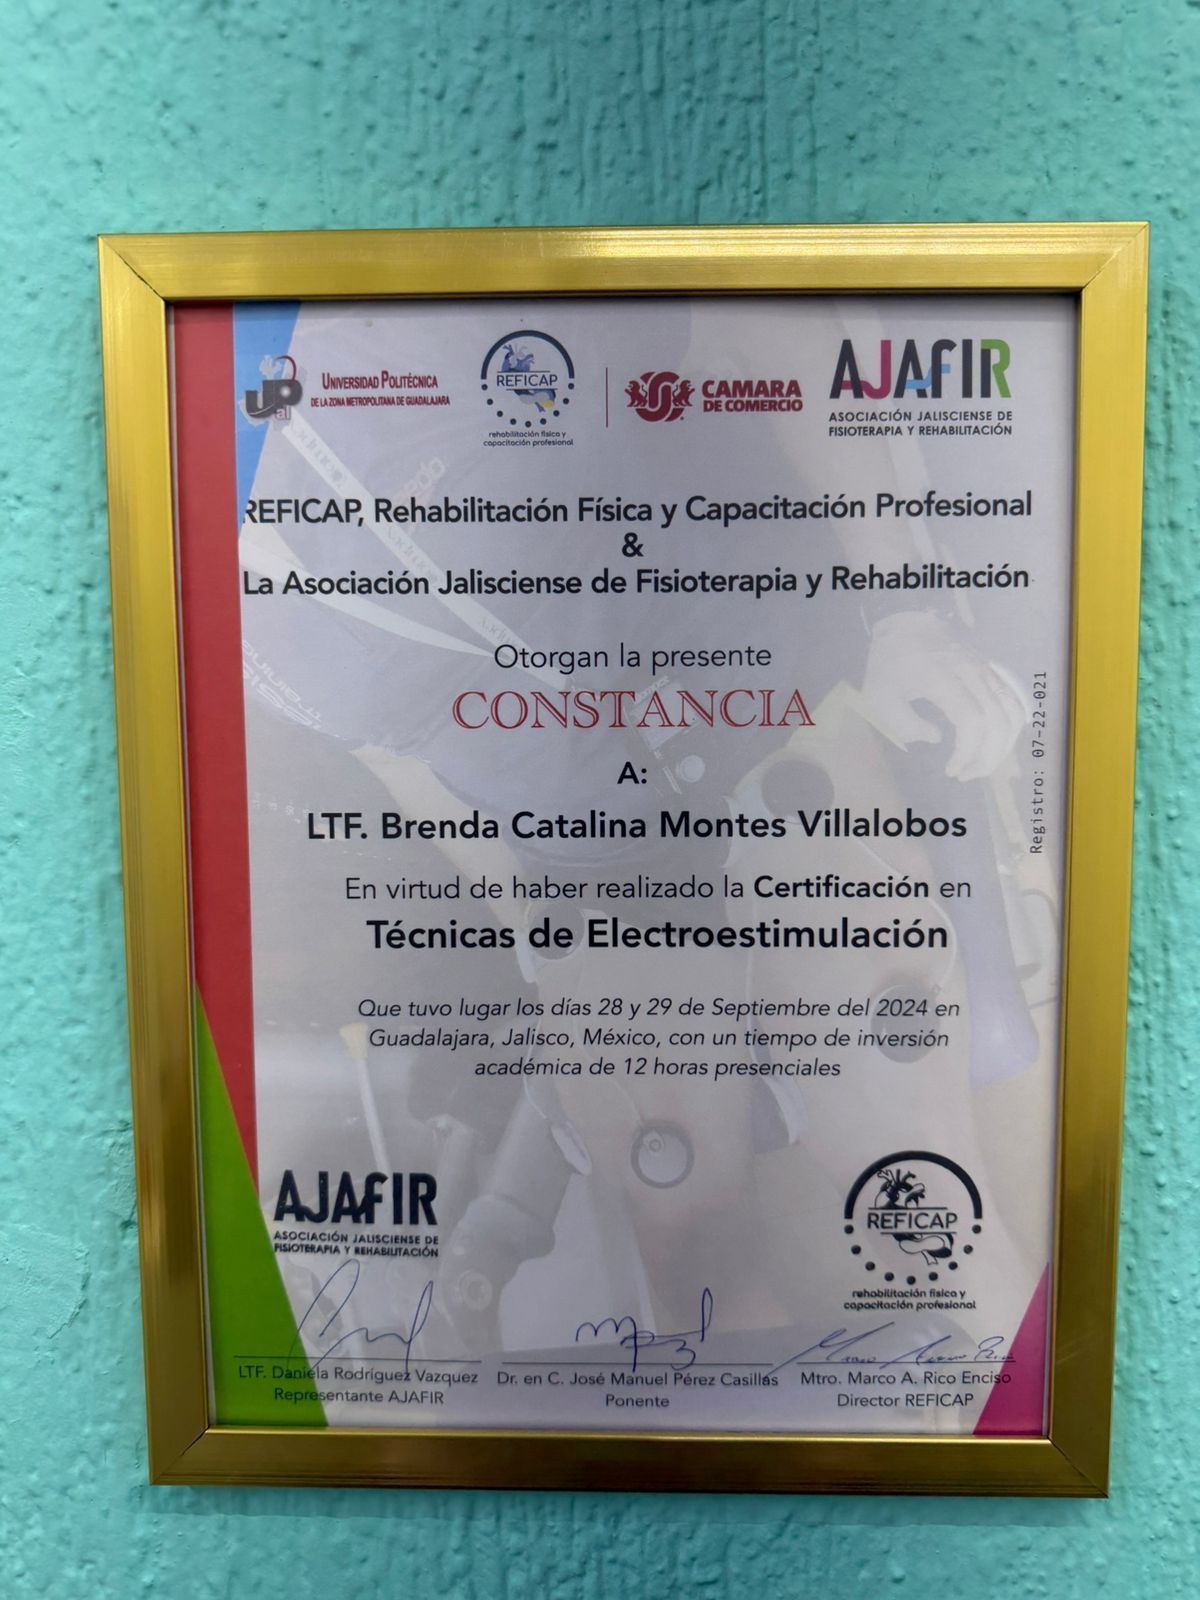 UNIVERSIDAD POLITÉCNICA
DE LA ZONA METROPOLITANA DE GUADALAJARA
REFICAP
rehabilitación física y
capacitación profesional
CAMARA
DE COMERCIO
AJAFIR
ASOCIACIÓN JALISCIENSE DE
FISIOTERAPIA Y REHABILITACIÓN
REFICAP, Rehabilitación Física y Capacitación Profesional
&
La Asociación Jalisciense de Fisioterapia y Rehabilitación
Otorgan la presente
CONSTANCIA
A:
LTF. Brenda Catalina Montes Villalobos
En virtud de haber realizado la Certificación en
Técnicas de Electroestimulación
Que tuvo lugar los días 28 y 29 de Septiembre del 2024 en
Guadalajara, Jalisco, México, con un tiempo de inversión
académica de 12 horas presenciales
Registro: 07-22-021
AJAFIR
ASOCIACIÓN JALISCIENSE DE
FISIOTERAPIA Y REHABILITACIÓN
REFICAP
rehabilitación física y
capacitación profesional
LTF. Daniela Rodríguez Vazquez
Representante AJAFIR
Dr. en C. José Manuel Pérez Casillas
Ponente
Mtro. Marco A. Rico Enciso
Director REFICAP